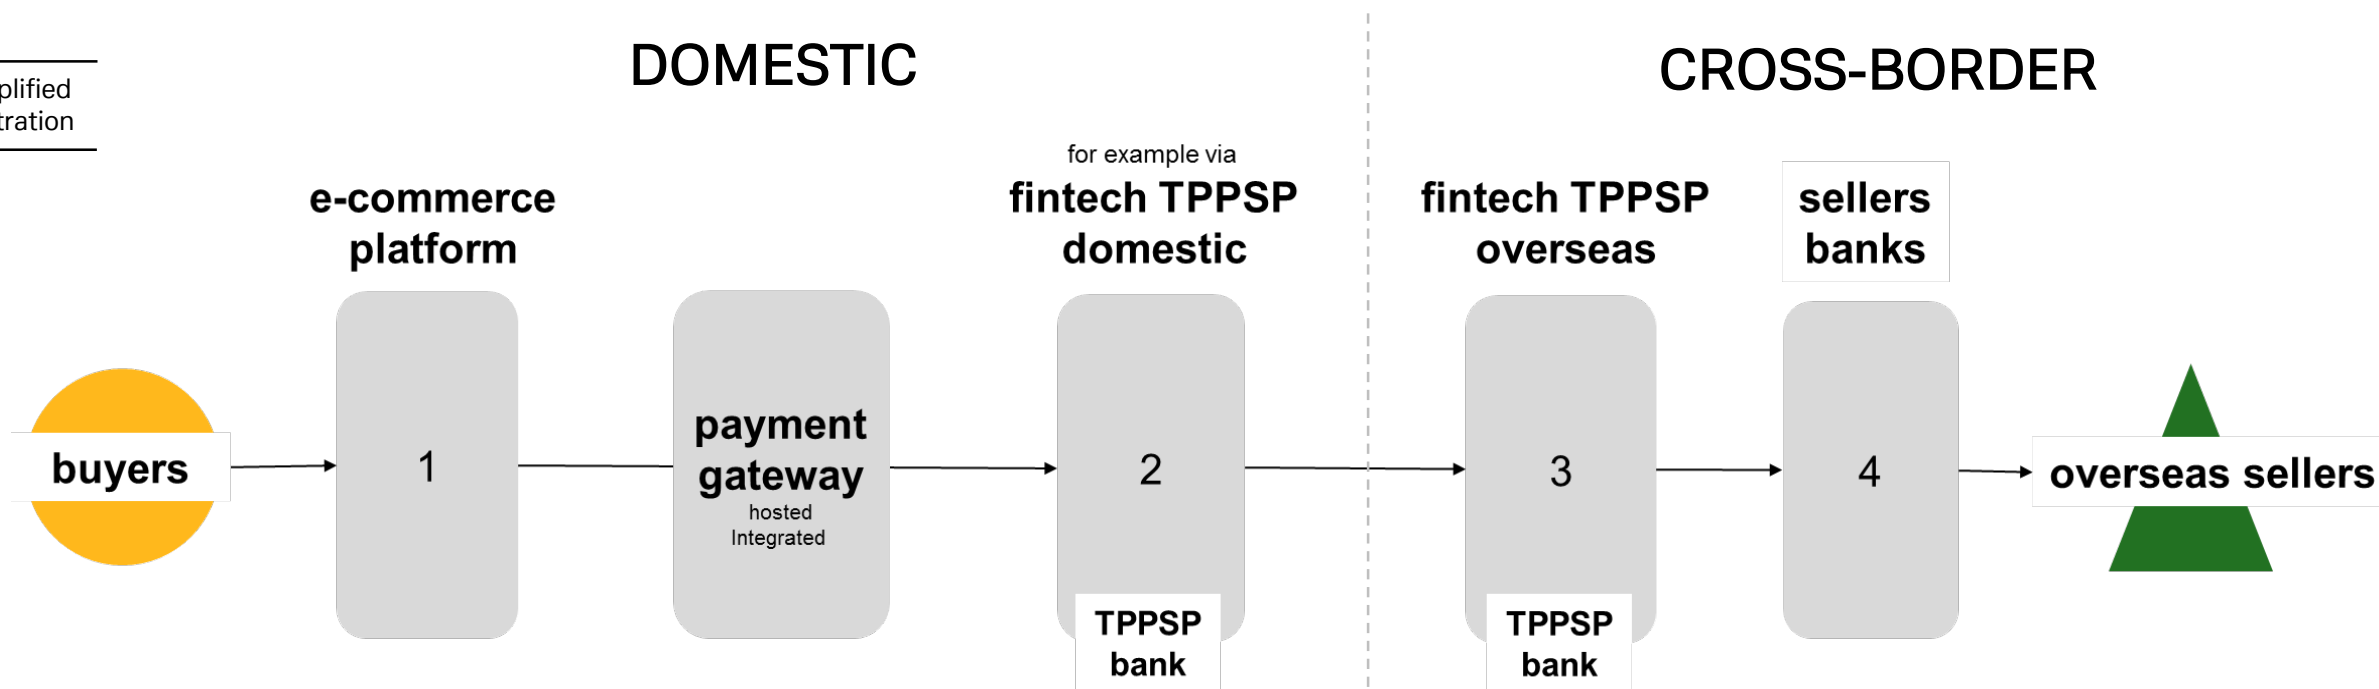 DOMESTIC
CROSS-BORDER
plified
tration
for example via
e-commerce
platform
fintech TPPSP
domestic
fintech TPPSP
overseas
sellers
banks
buyers
1
payment
gateway
hosted
Integrated
2
3
4
overseas sellers
TPPSP
bank
TPPSP
bank